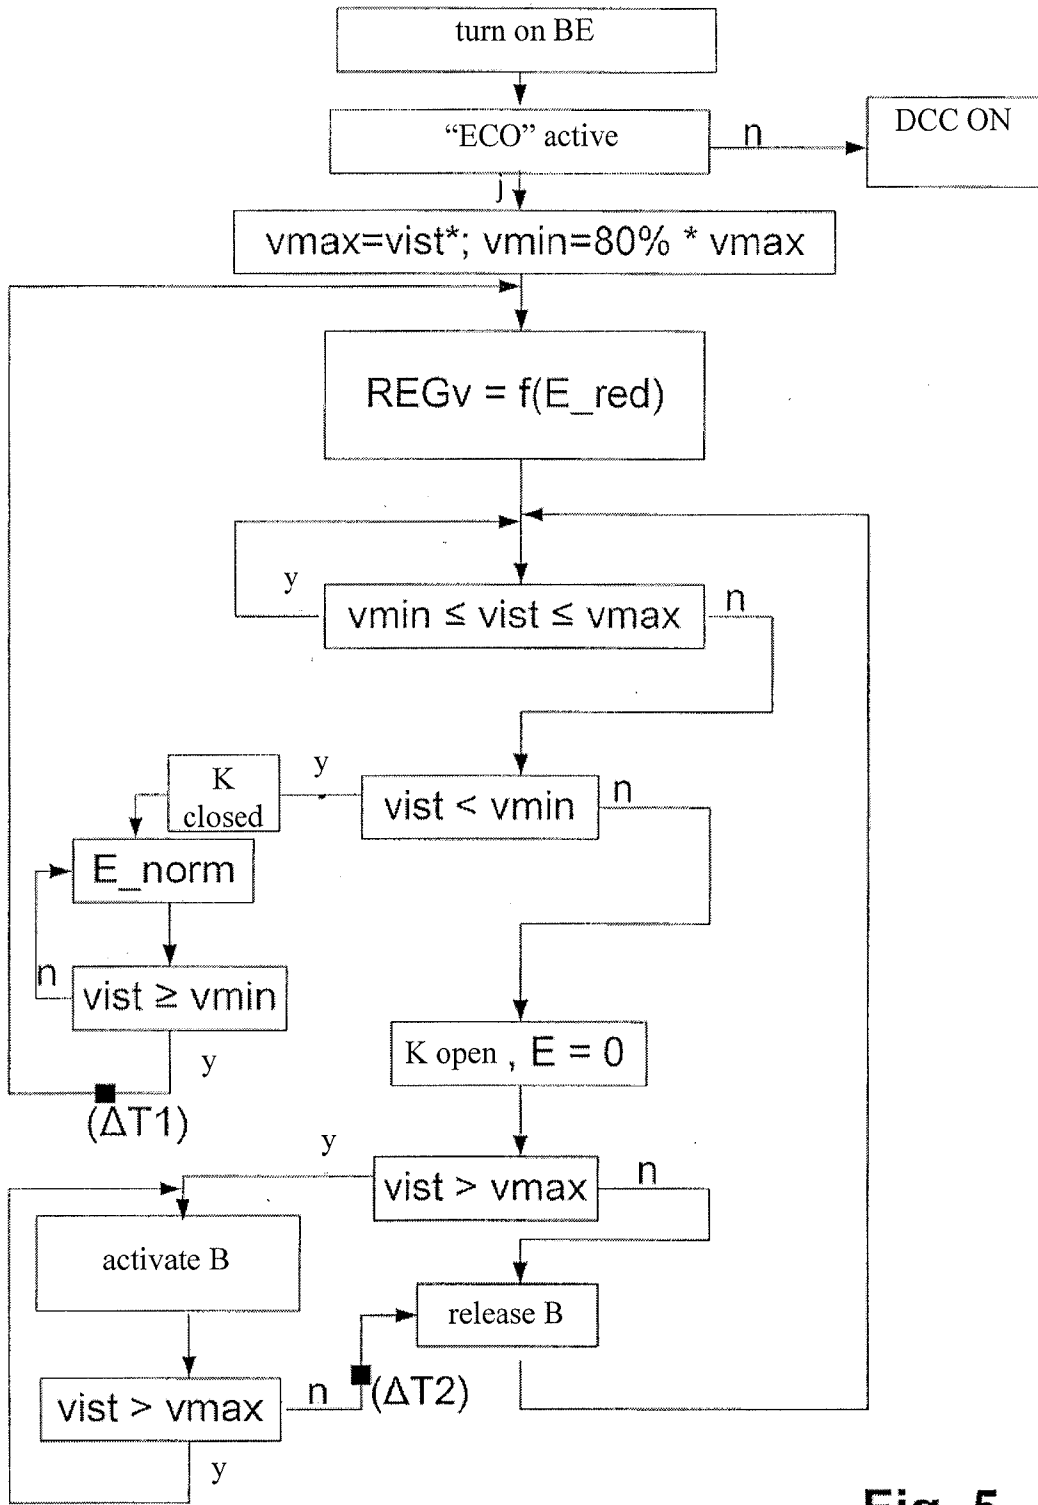 turn on BE
“ECO” active
n
DCC ON
j
vmax=vist*; vmin=80% * vmax
REGv = f(E_red)
y
vmin ≤ vist ≤ vmax
n
K
closed
y
vist < vmin
n
E_norm
n
vist ≥ vmin
y
(ΔT1)
K open , E = 0
y
vist > vmax
n
activate B
release B
vist > vmax
n
(ΔT2)
y
Fig. 5